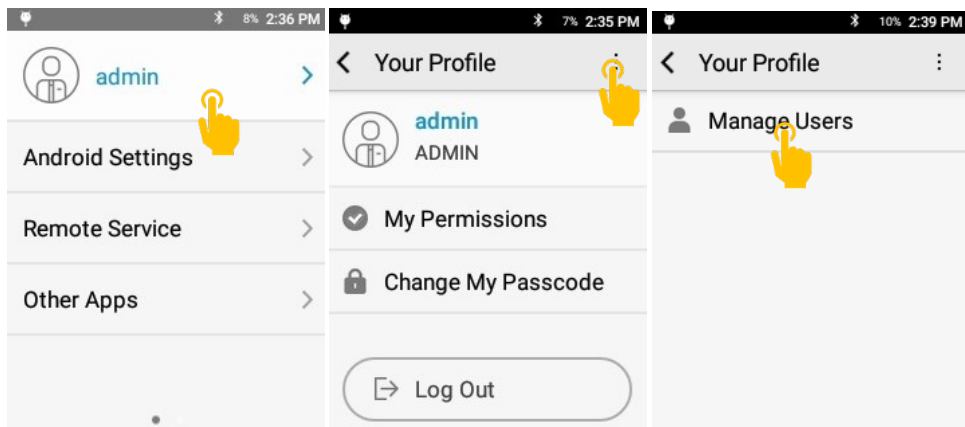 8% 2:36 PM
admin
Android Settings
Remote Service
Other Apps
7% 2:35 PM
Your Profile
admin
ADMIN
My Permissions
Change My Passcode
Log Out
10% 2:39 PM
Your Profile
Manage Users